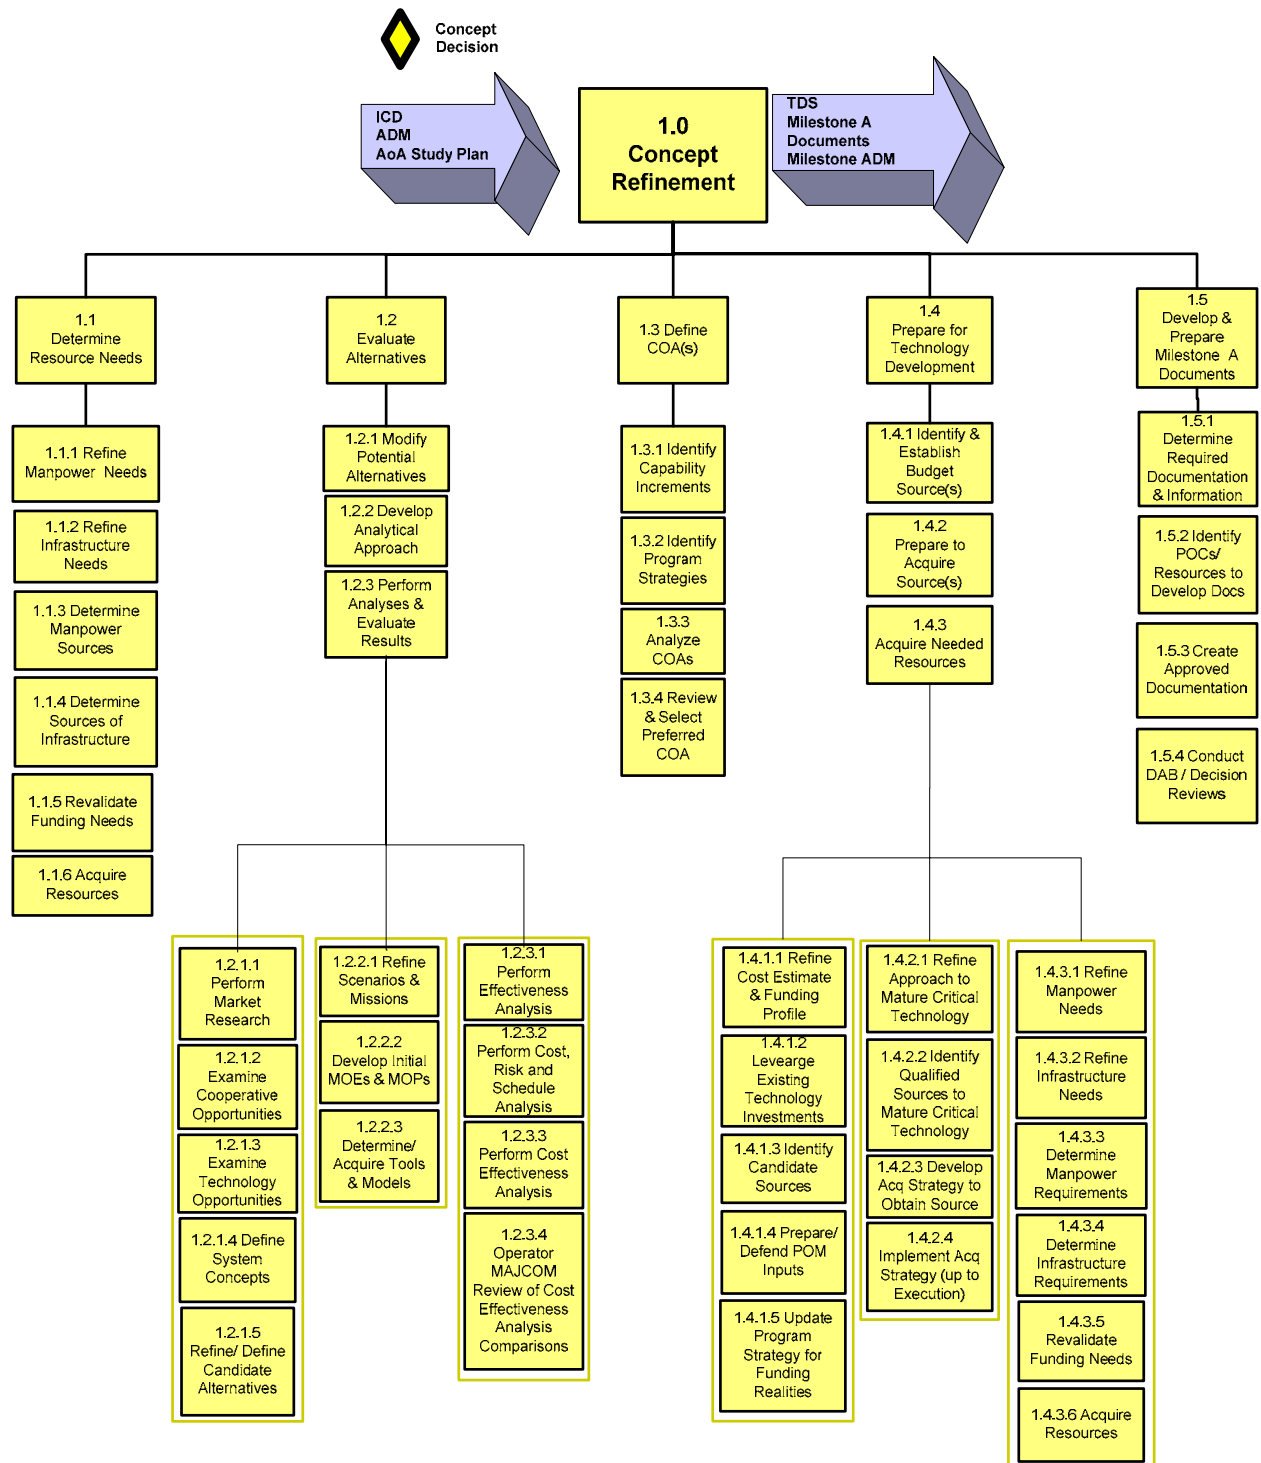 Concept
Decision
ICD
ADM
AoA Study Plan
1.0
Concept
Refinement
TDS
Milestone A
Documents
Milestone ADM
1.1
Determine
Resource Needs
1.1.1 Refine
Manpower Needs
1.1.2 Refine
Infrastructure
Needs
1.1.3 Determine
Manpower
Sources
1.1.4 Determine
Sources of
Infrastructure
1.1.5 Revalidate
Funding Needs
1.1.6 Acquire
Resources
1.2
Evaluate
Alternatives
1.2.1 Modify
Potential
Alternatives
1.2.2 Develop
Analytical
Approach
1.2.3 Perform
Analyses &
Evaluate
Results
1.2.1.1
Perform
Market
Research
1.2.1.2
Examine
Cooperative
Opportunities
1.2.1.3
Examine
Technology
Opportunities
1.2.1.4 Define
System
Concepts
1.2.1.5
Refine/ Define
Candidate
Alternatives
1.2.2.1 Refine
Scenarios &
Missions
1.2.2.2
Develop Initial
MOEs & MOPs
1.2.2.3
Determine/
Acquire Tools
& Models
1.2.3.1
Perform
Effectiveness
Analysis
1.2.3.2
Perform Cost,
Risk and
Schedule
Analysis
1.2.3.3
Perform Cost
Effectiveness
Analysis
1.2.3.4
Operator
MAJCOM
Review of Cost
Effectiveness
Analysis
Comparisons
1.3 Define
COA(s)
1.3.1 Identify
Capability
Increments
1.3.2 Identify
Program
Strategies
1.3.3
Analyze
COAs
1.3.4 Review
& Select
Preferred
COA
1.4
Prepare for
Technology
Development
1.4.1 Identify &
Establish
Budget
Source(s)
1.4.2
Prepare to
Acquire
Source(s)
1.4.3
Acquire Needed
Resources
1.4.1.1 Refine
Cost Estimate
& Funding
Profile
1.4.1.2
Levearge
Existing
Technology
Investments
1.4.1.3 Identify
Candidate
Sources
1.4.1.4 Prepare/
Defend POM
Inputs
1.4.1.5 Update
Program
Strategy for
Funding
Realities
1.4.2.1 Refine
Approach to
Mature Critical
Technology
1.4.2.2 Identify
Qualified
Sources to
Mature Critical
Technology
1.4.2.3 Develop
Acq Strategy to
Obtain Source
1.4.2.4
Implement Acq
Strategy (up to
Execution)
1.4.3.1 Refine
Manpower
Needs
1.4.3.2 Refine
Infrastructure
Needs
1.4.3.3
Determine
Manpower
Requirements
1.4.3.4
Determine
Infrastructure
Requirements
1.4.3.5
Revalidate
Funding Needs
1.4.3.6 Acquire
Resources
1.5
Develop &
Prepare
Milestone A
Documents
1.5.1
Determine
Required
Documentation
& Information
1.5.2 Identify
POCs/
Resources to
Develop Docs
1.5.3 Create
Approved
Documentation
1.5.4 Conduct
DAB / Decision
Reviews